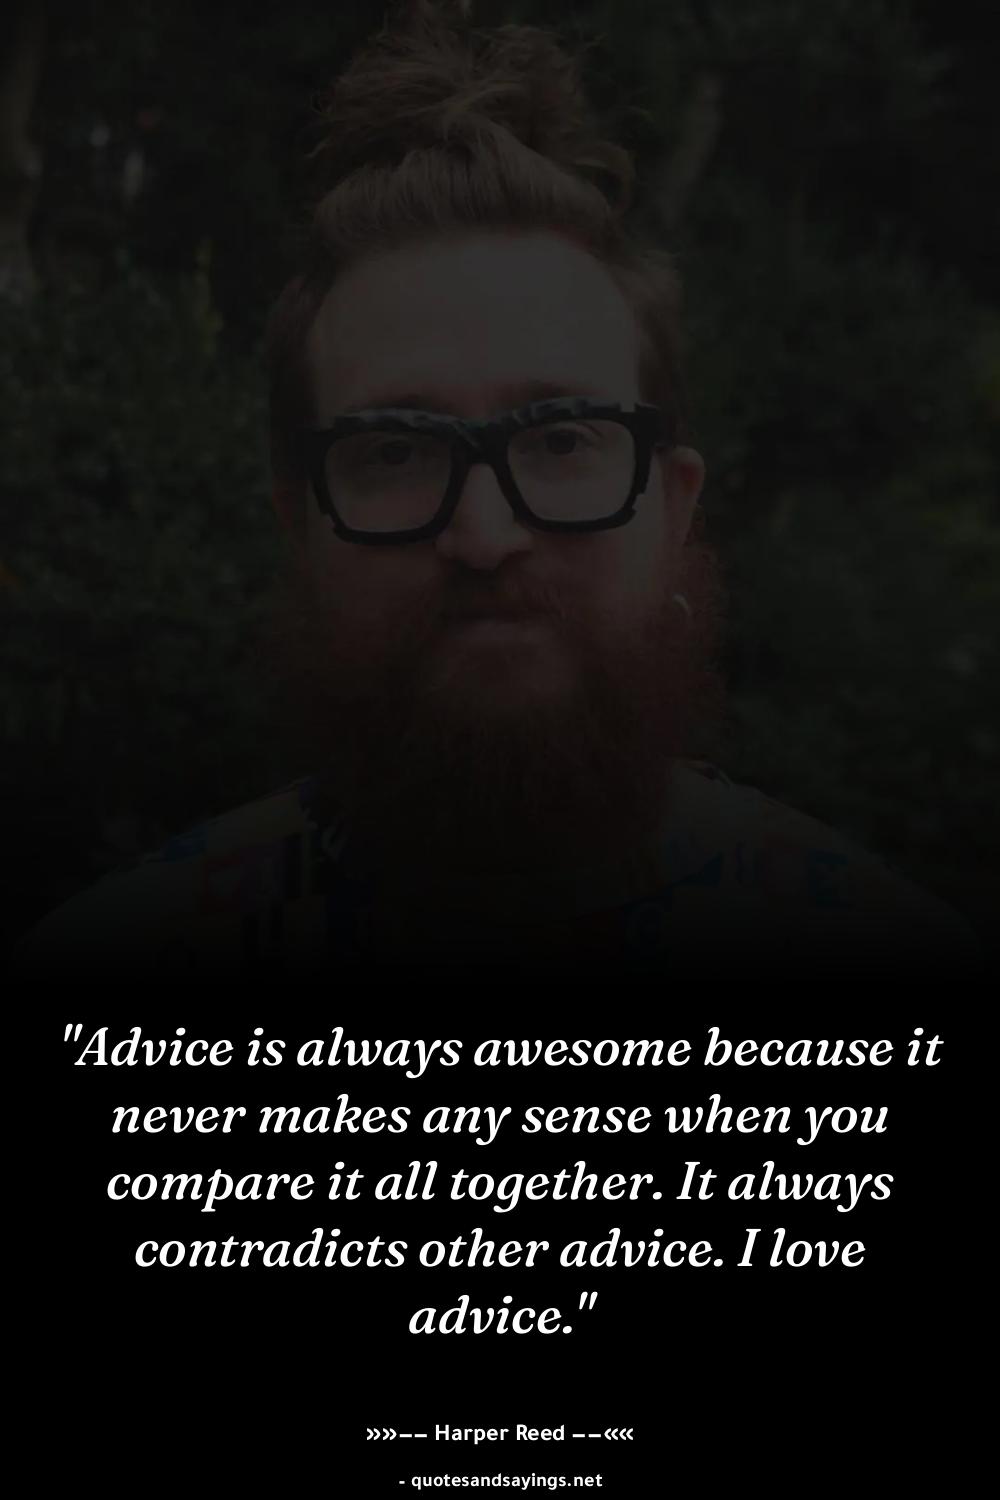 "Advice is always awesome because it
never makes any sense when you
compare it all together. It always
contradicts other advice. I love
advice."
»»–– Harper Reed ––««
- quotesandsayings.net